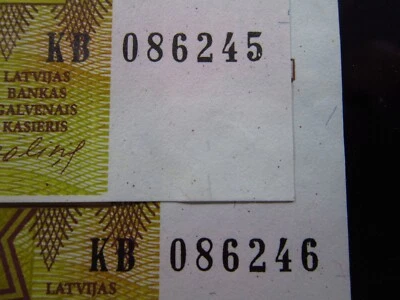 KB 086245
LATVIJAS
BANKAS
GALVENAIS
KASIERIS
KB 086246
LATVIJAS